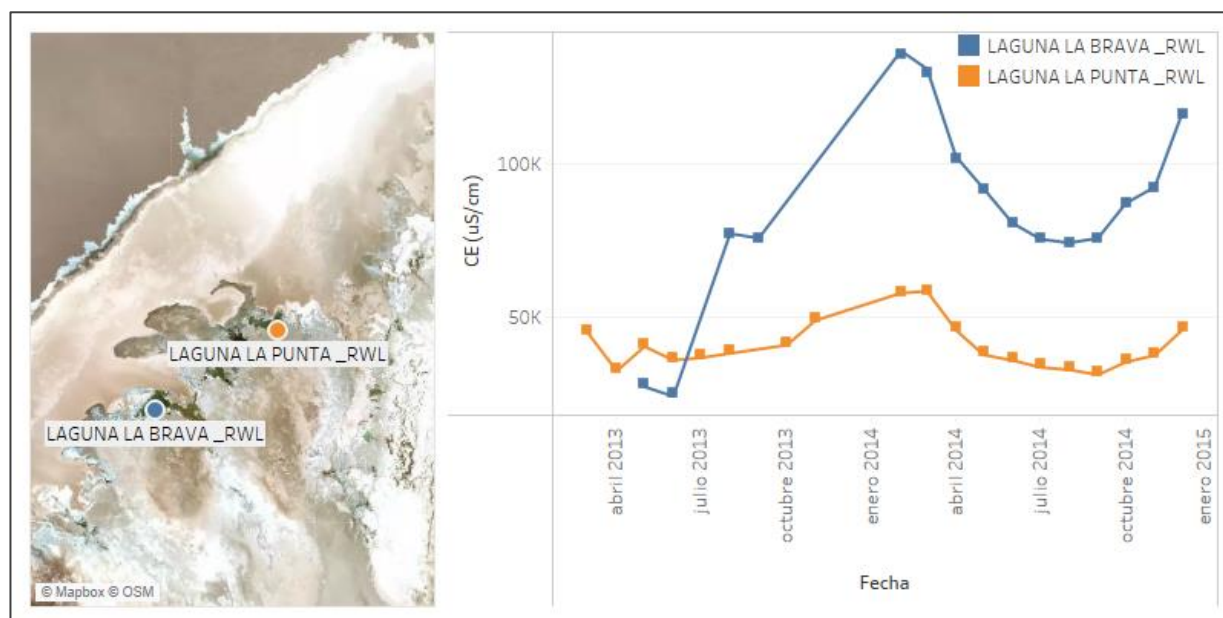 LAGUNA LA PUNTA _RWL
LAGUNA LA BRAVA _RWL
© Mapbox © OSM
LAGUNA LA BRAVA _RWL
LAGUNA LA PUNTA _RWL
CE (uS/cm)
100K
50K
abril 2013
julio 2013
octubre 2013
enero 2014
abril 2014
julio 2014
octubre 2014
enero 2015
Fecha